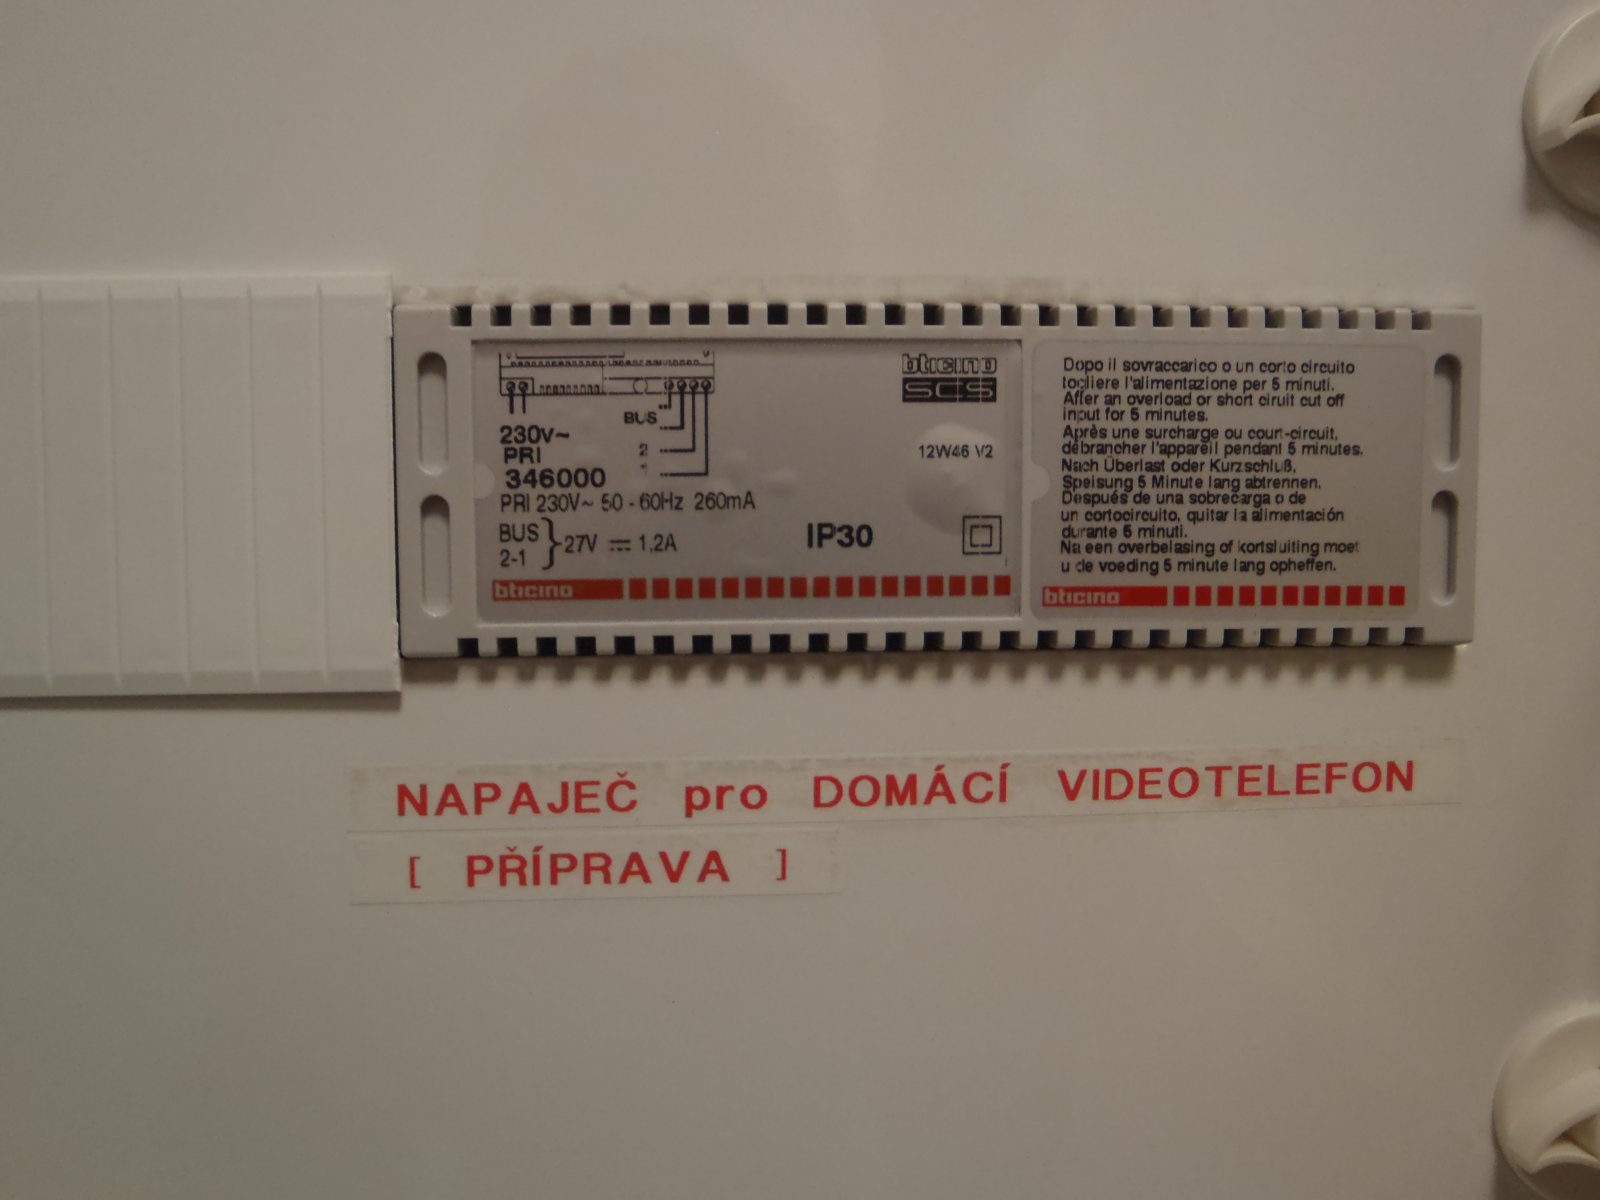 bticino
SCS
BUS
230V~
PRI
2
1
346000
12W46 V2
PRI 230V~ 50 - 60Hz 260mA
BUS
2-1
} 27V ⎓ 1,2A
IP30
bticino
Dopo il sovraccarico o un corto circuito
togliere l'alimentazione per 5 minuti.
After an overload or short ciruit cut off
input for 5 minutes.
Après une surcharge ou court-circuit,
débrancher l'appareil pendant 5 minutes.
Nach Überlast oder Kurzschluß,
Speisung 5 Minute lang abtrennen.
Después de una sobrecarga o de
un cortocircuito, quitar la alimentación
durante 5 minuti.
Na een overbelasing of kortsluiting moet
u de voeding 5 minute lang opheffen.
bticino
NAPAJEČ pro DOMÁCÍ VIDEOTELEFON
[ PŘÍPRAVA ]